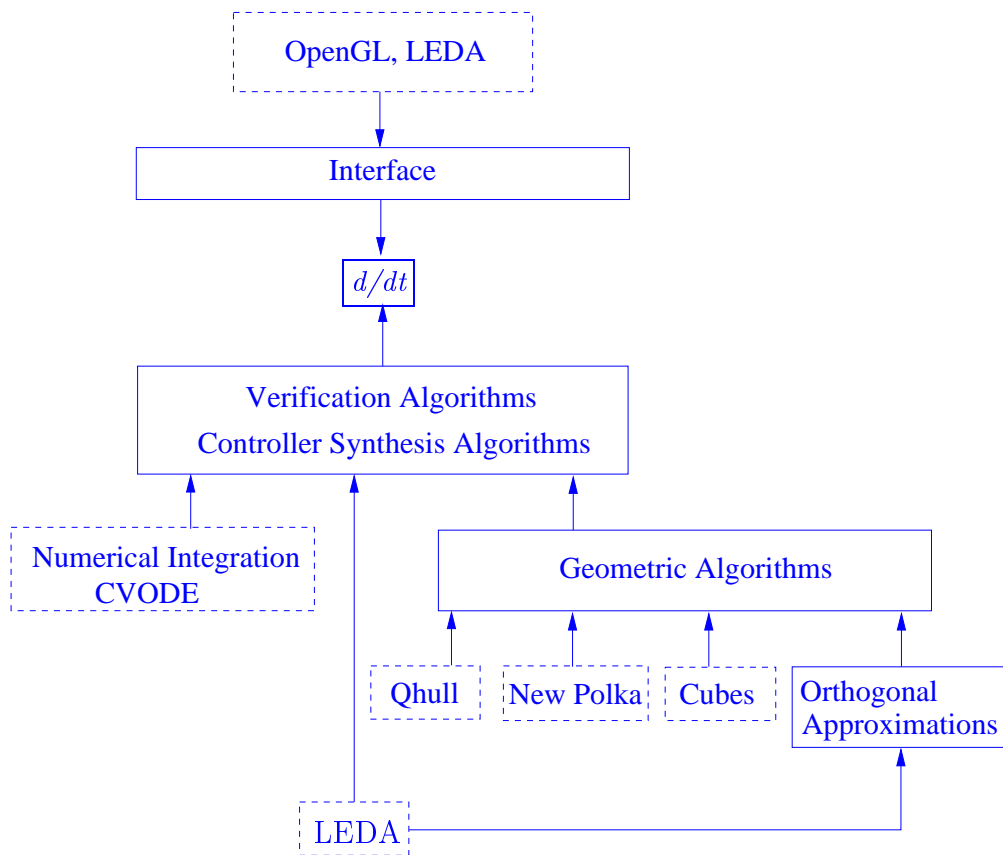 OpenGL, LEDA
Interface
d/dt
Verification Algorithms
Controller Synthesis Algorithms
Numerical Integration
CVODE
Geometric Algorithms
Qhull
New Polka
Cubes
Orthogonal
Approximations
LEDA